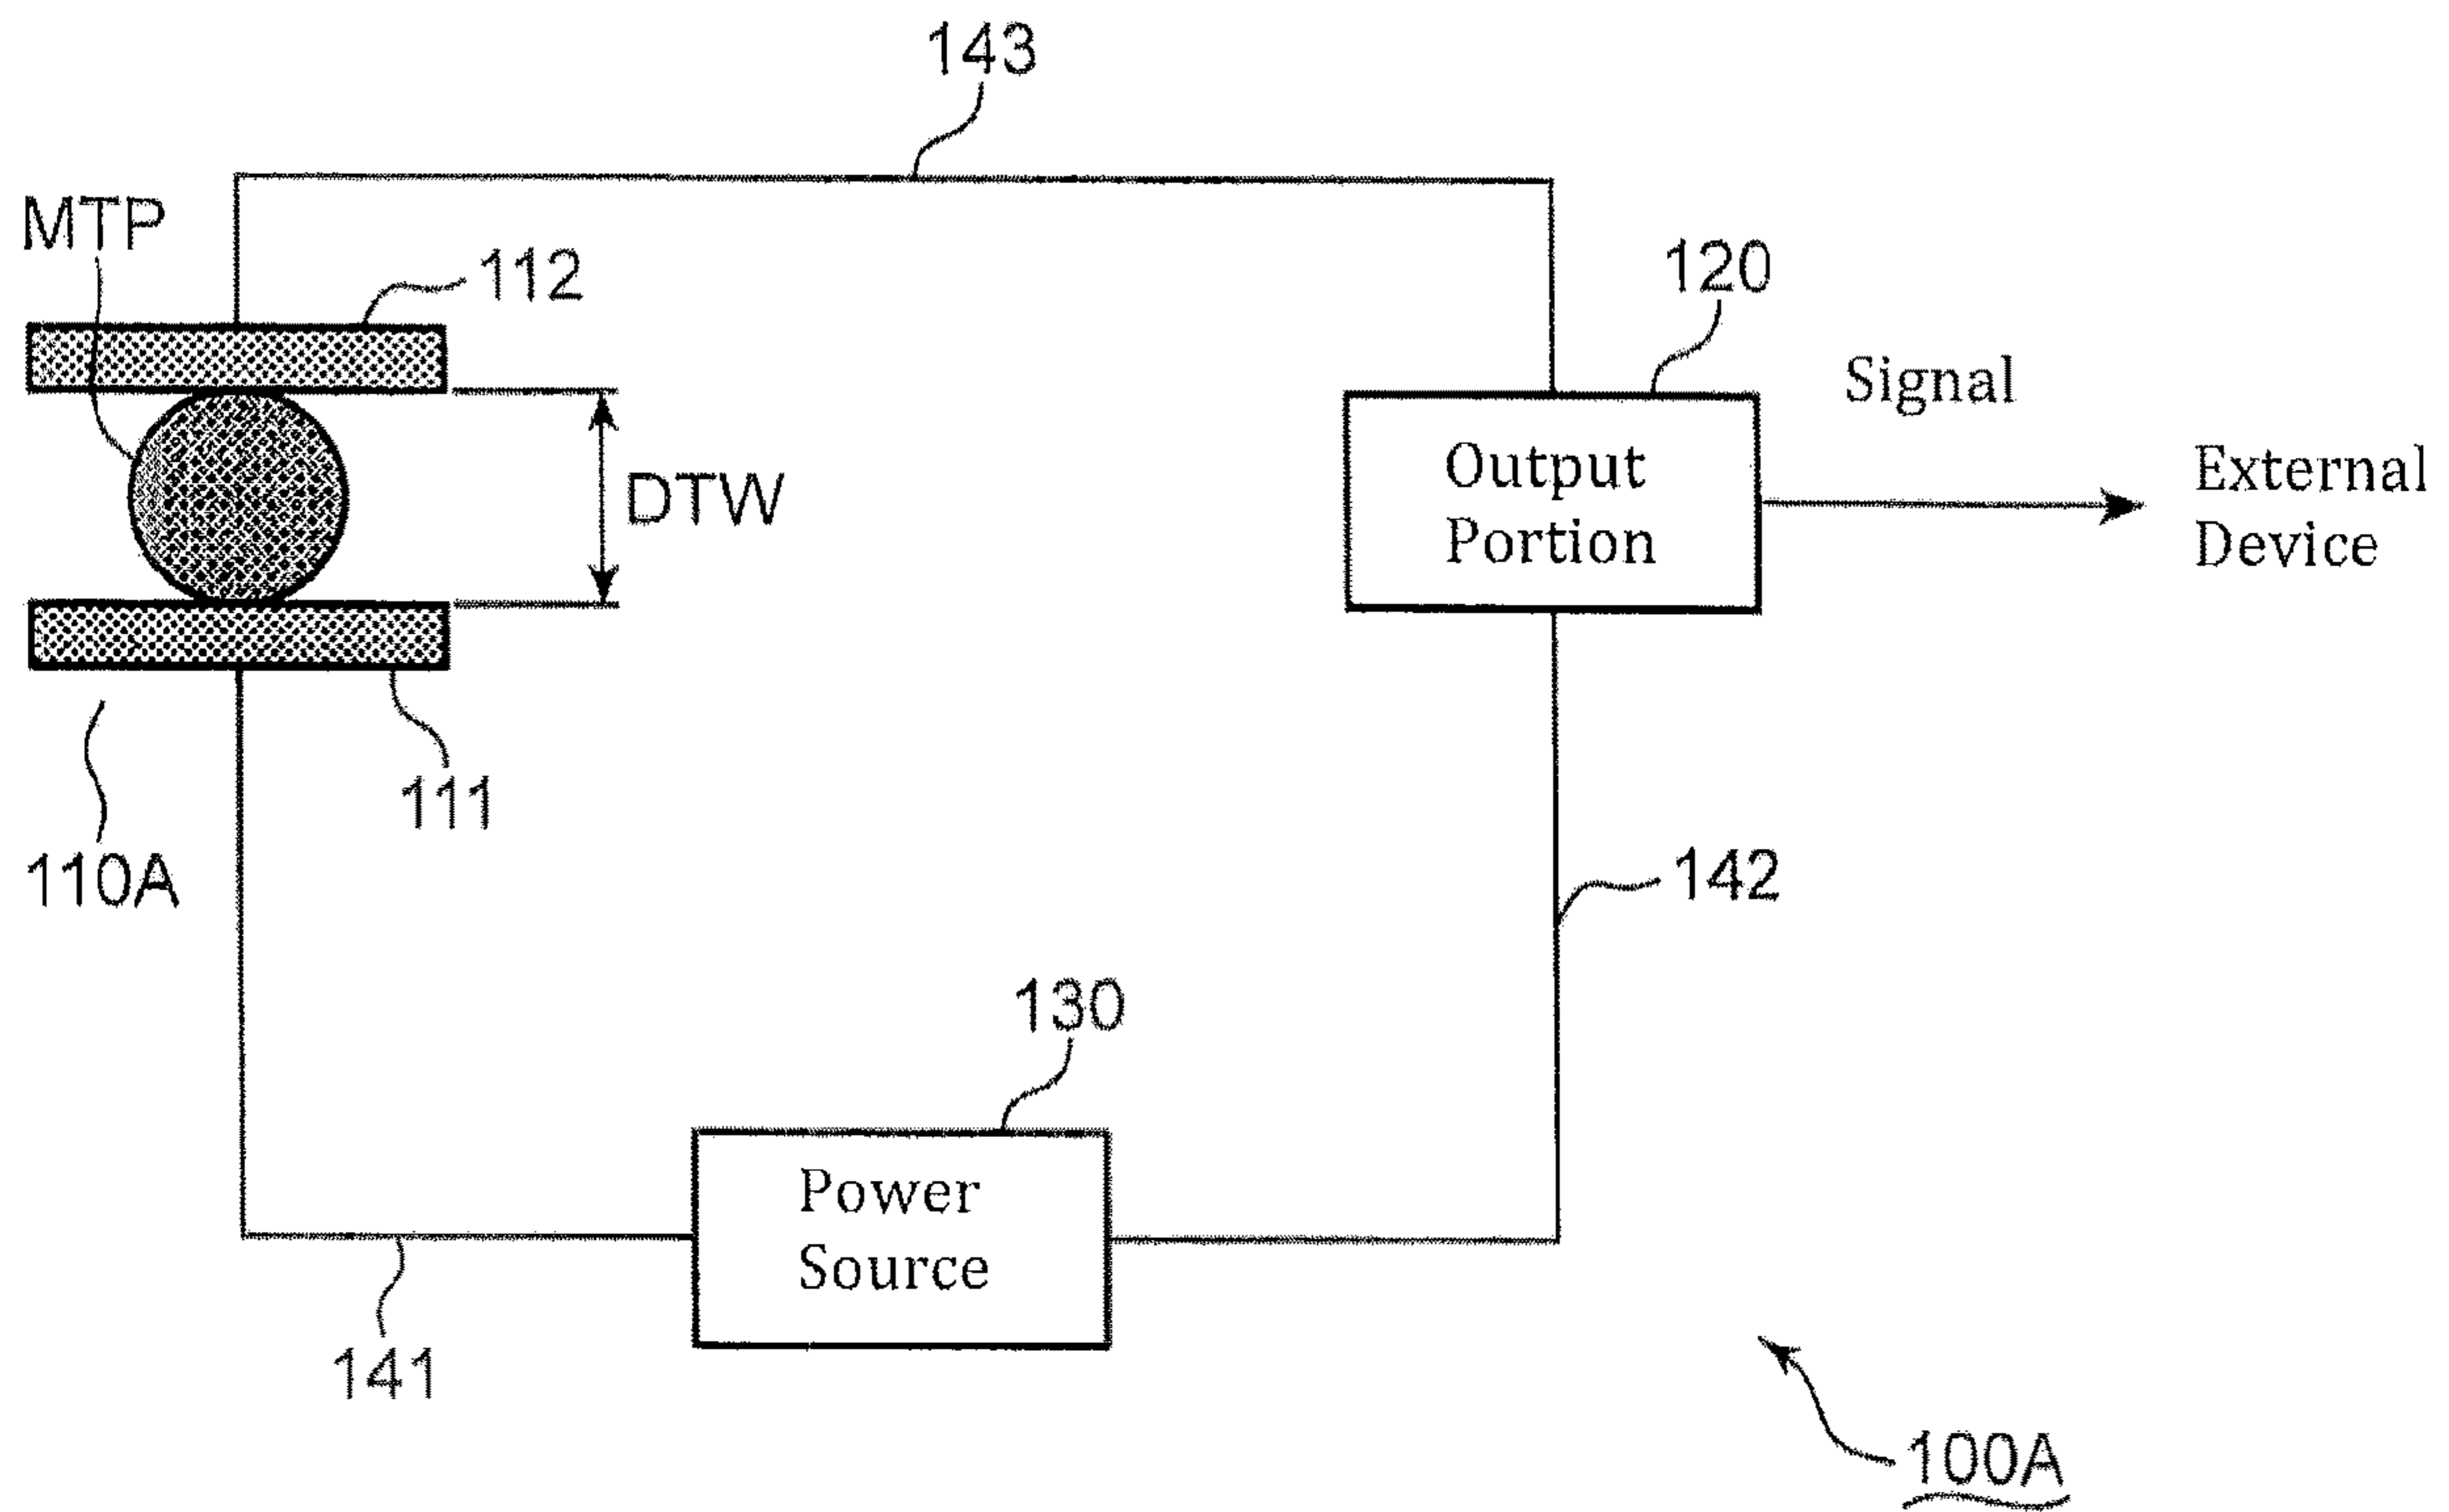 143
MTP
112
120
Signal
Output
Portion
External
Device
DTW
111
110A
142
130
Power
Source
141
100A